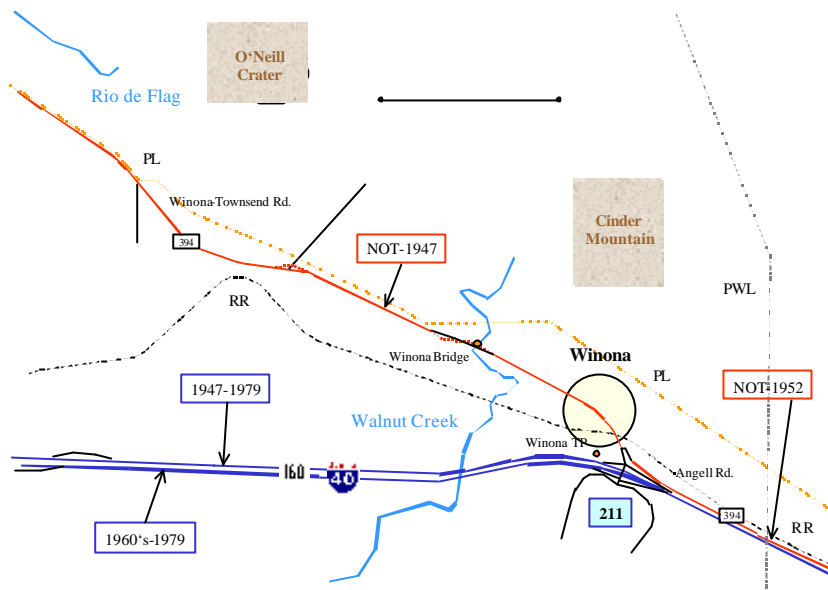 O‘Neill
Crater
Rio de Flag
PL
Winona-Townsend Rd.
394
NOT-1947
Cinder
Mountain
RR
PWL
Winona Bridge
Winona
PL
1947-1979
NOT-1952
Walnut Creek
Winona TP
160
40
Angell Rd.
211
394
RR
1960‘s-1979